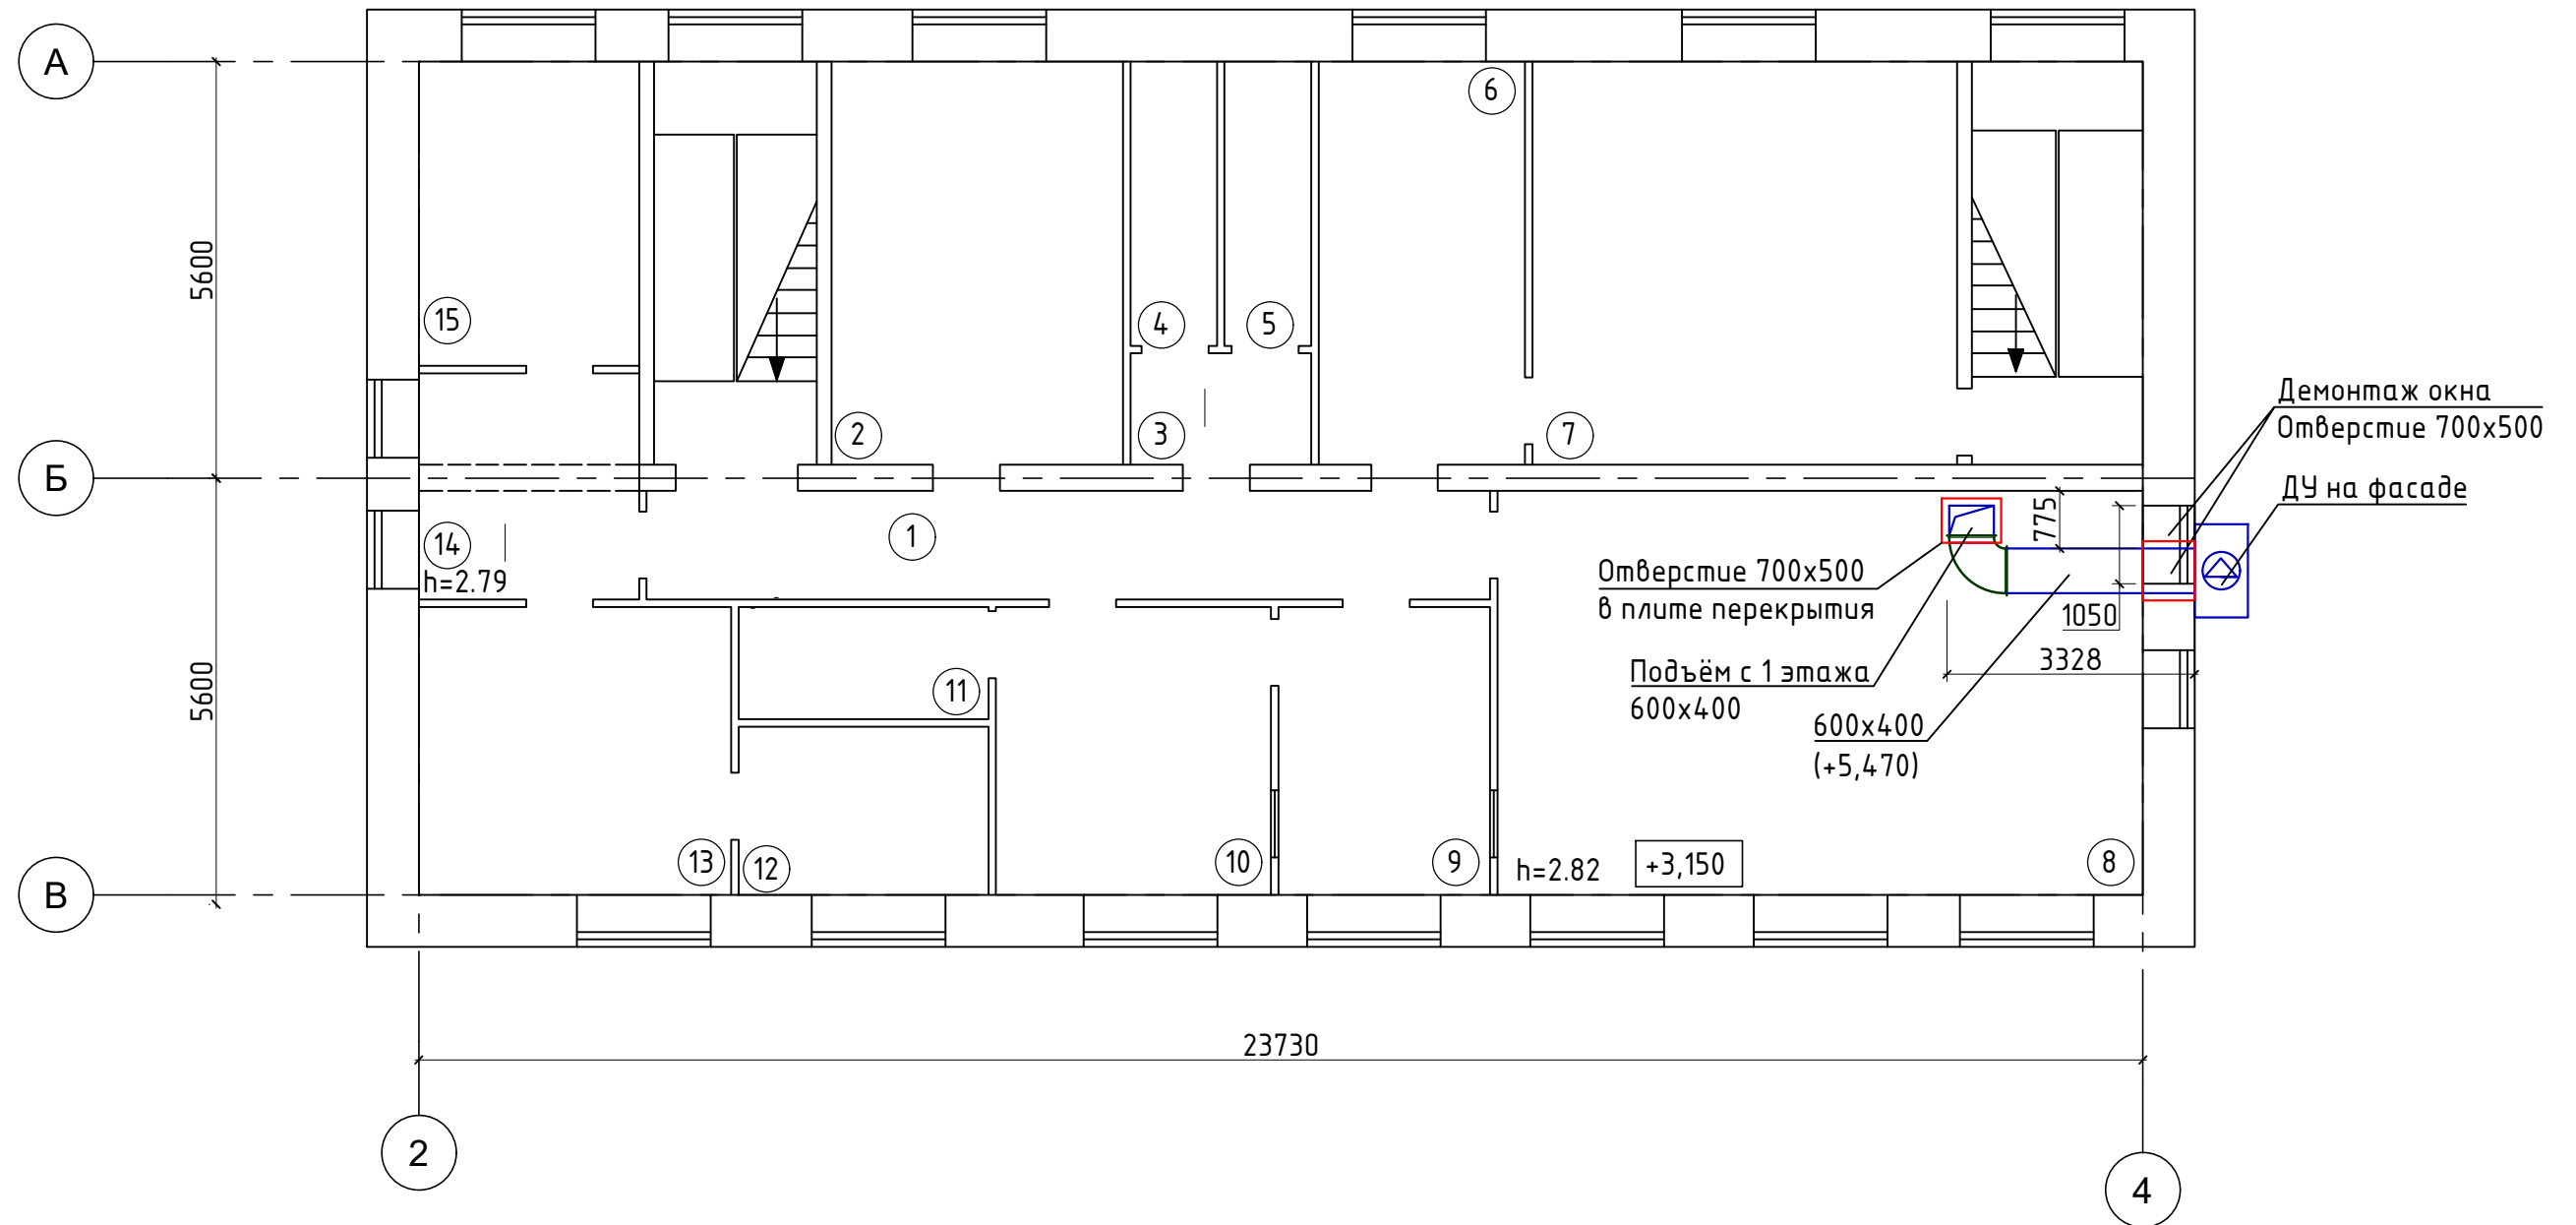 А
6
5600
15
4
5
Демонтаж окна
Отверстие 700х500
2
3
7
Б
ДУ на фасаде
775
14
1
h=2.79
Отверстие 700х500
в плите перекрытия
1050
3328
Подъём с 1 этажа
600х400
5600
11
600х400
(+5,470)
13
12
10
9
h=2.82
+3,150
8
В
23730
2
4